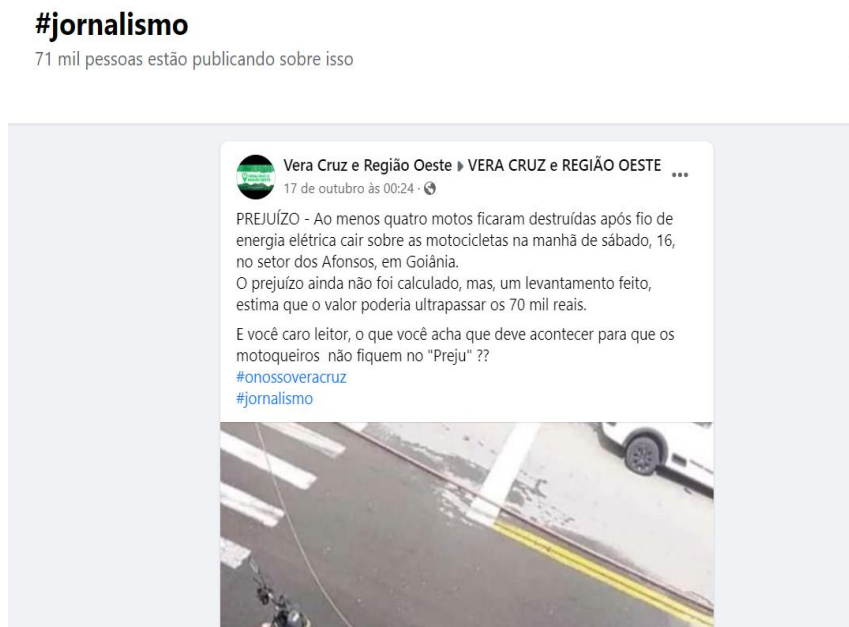 #jornalismo
71 mil pessoas estão publicando sobre isso
Vera Cruz e Região Oeste ▸ VERA CRUZ e REGIÃO OESTE
17 de outubro às 00:24 ·
PREJUÍZO - Ao menos quatro motos ficaram destruídas após fio de
energia elétrica cair sobre as motocicletas na manhã de sábado, 16,
no setor dos Afonsos, em Goiânia.
O prejuízo ainda não foi calculado, mas, um levantamento feito,
estima que o valor poderia ultrapassar os 70 mil reais.
E você caro leitor, o que você acha que deve acontecer para que os
motoqueiros não fiquem no "Preju" ??
#onossoveracruz
#jornalismo